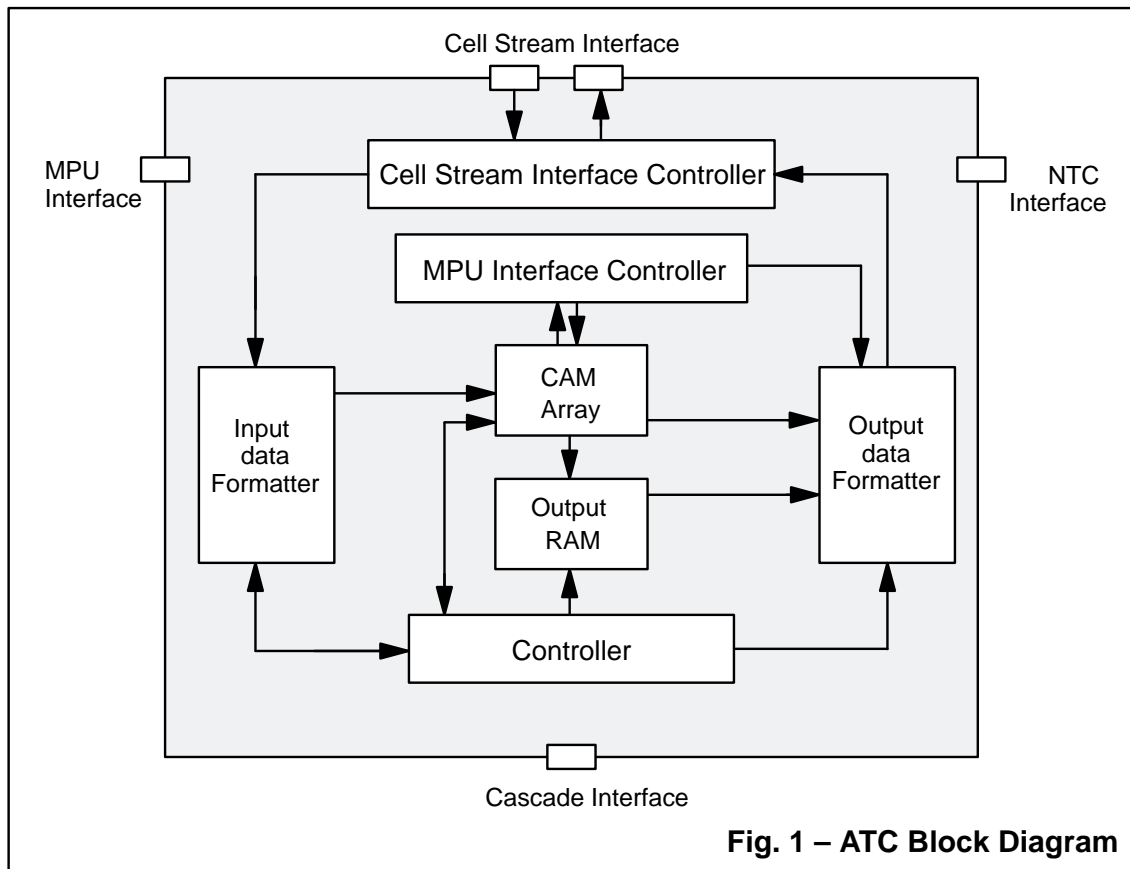 Cell Stream Interface
MPU
Interface
Cell Stream Interface Controller
NTC
Interface
MPU Interface Controller
CAM
Array
Input
data
Formatter
Output
data
Formatter
Output
RAM
Controller
Cascade Interface
Fig. 1 – ATC Block Diagram